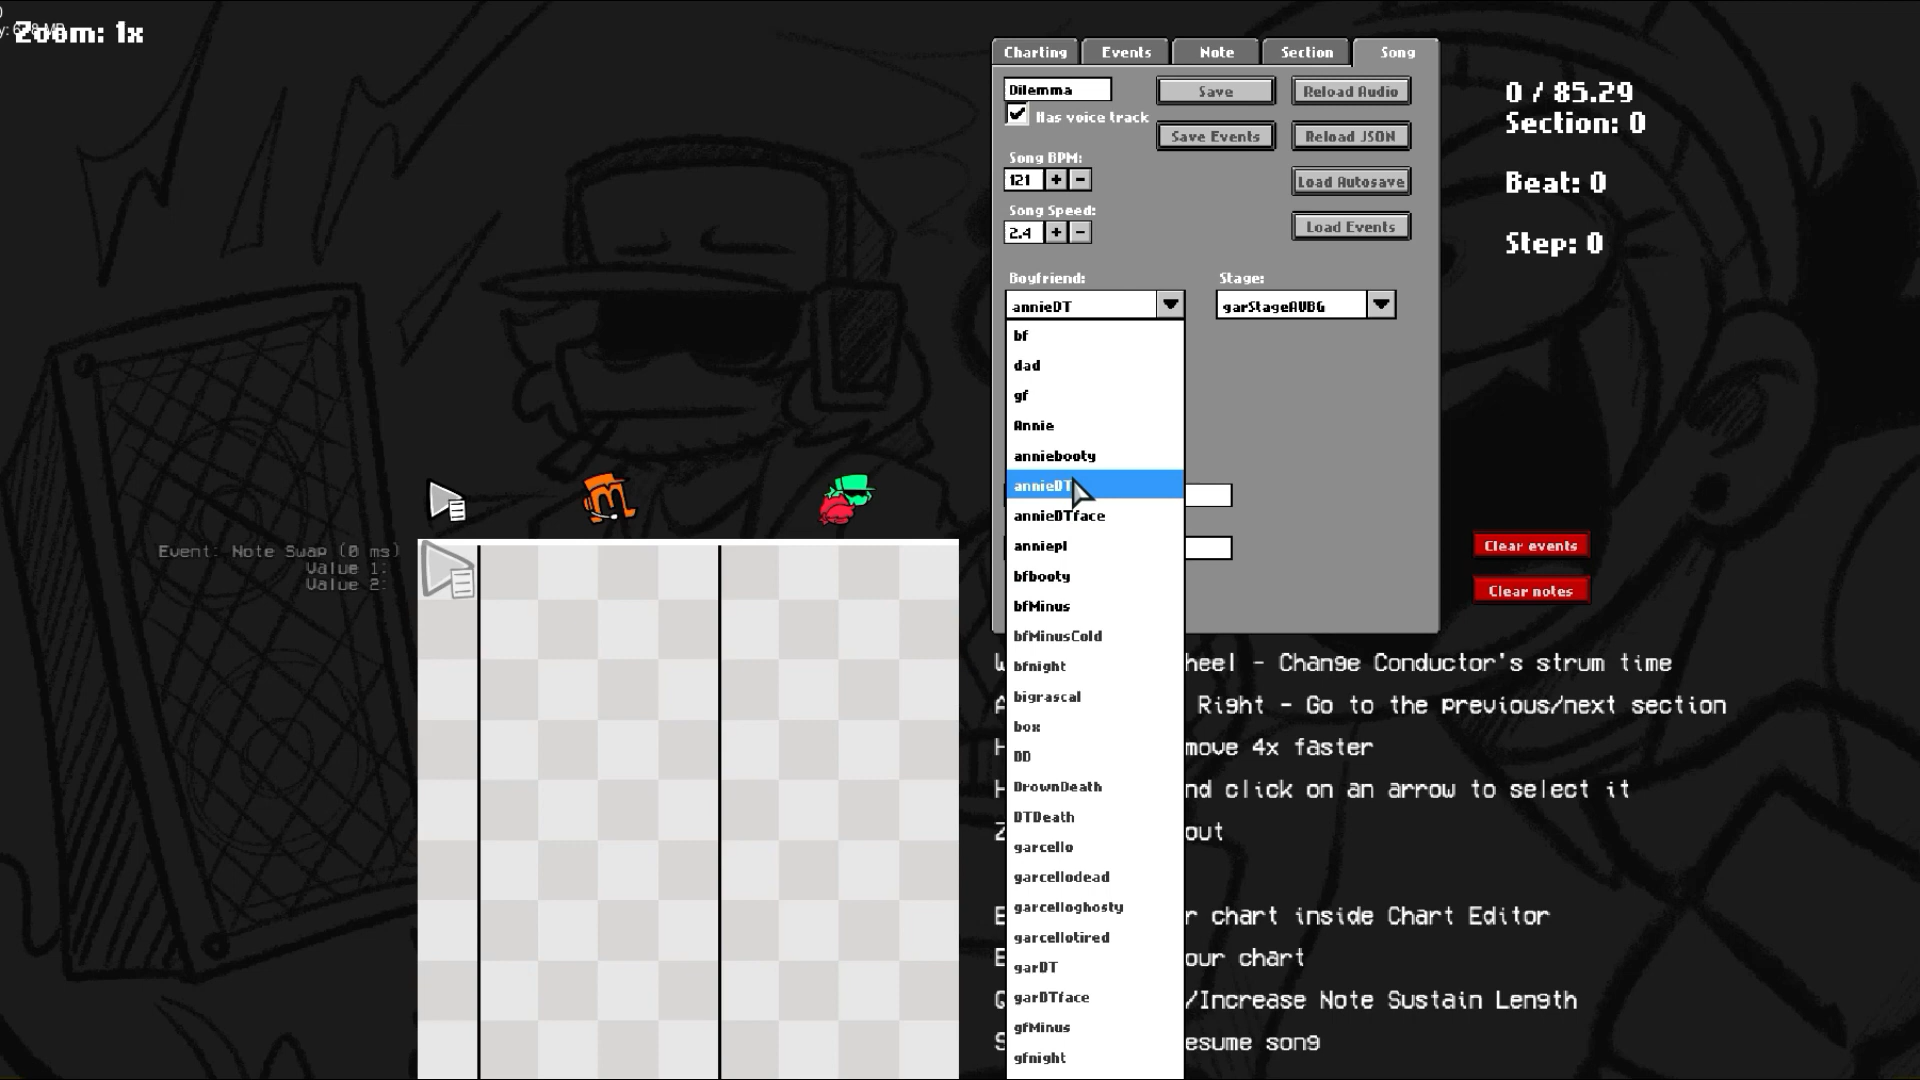 Zoom: 1x
Charting
Events
Note
Section
Song
Dilemma
Save
Reload Audio
Has voice track
Save Events
Reload JSON
Song BPM:
121 + -
Load Autosave
Song Speed:
2.4 + -
Load Events
Boyfriend:
Stage:
annieDT
garStageAVBG
bf
dad
gf
Annie
anniebooty
annieDT
annieDTface
anniepl
bfbooty
bfMinus
bfMinusCold
bfnight
bigrascal
box
DD
DrownDeath
DTDeath
garcello
garcellodead
garcelloghosty
garcellotired
garDT
garDTface
gfMinus
gfnight
0 / 85.29
Section: 0
Beat: 0
Step: 0
Clear events
Clear notes
Event: Note Swap (0 ms)
Value 1:
Value 2:
heel - Change Conductor's strum time
Right - Go to the previous/next section
move 4x faster
nd click on an arrow to select it
out
r chart inside Chart Editor
our chart
/Increase Note Sustain Length
esume song